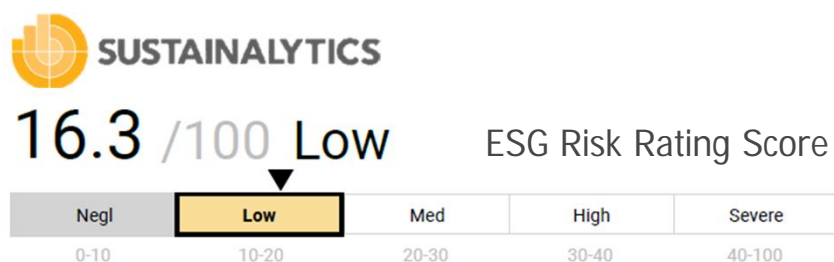 SUSTAINALYTICS
16.3 /100 Low ESG Risk Rating Score
Negl Low Med High Severe
0-10 10-20 20-30 30-40 40-100